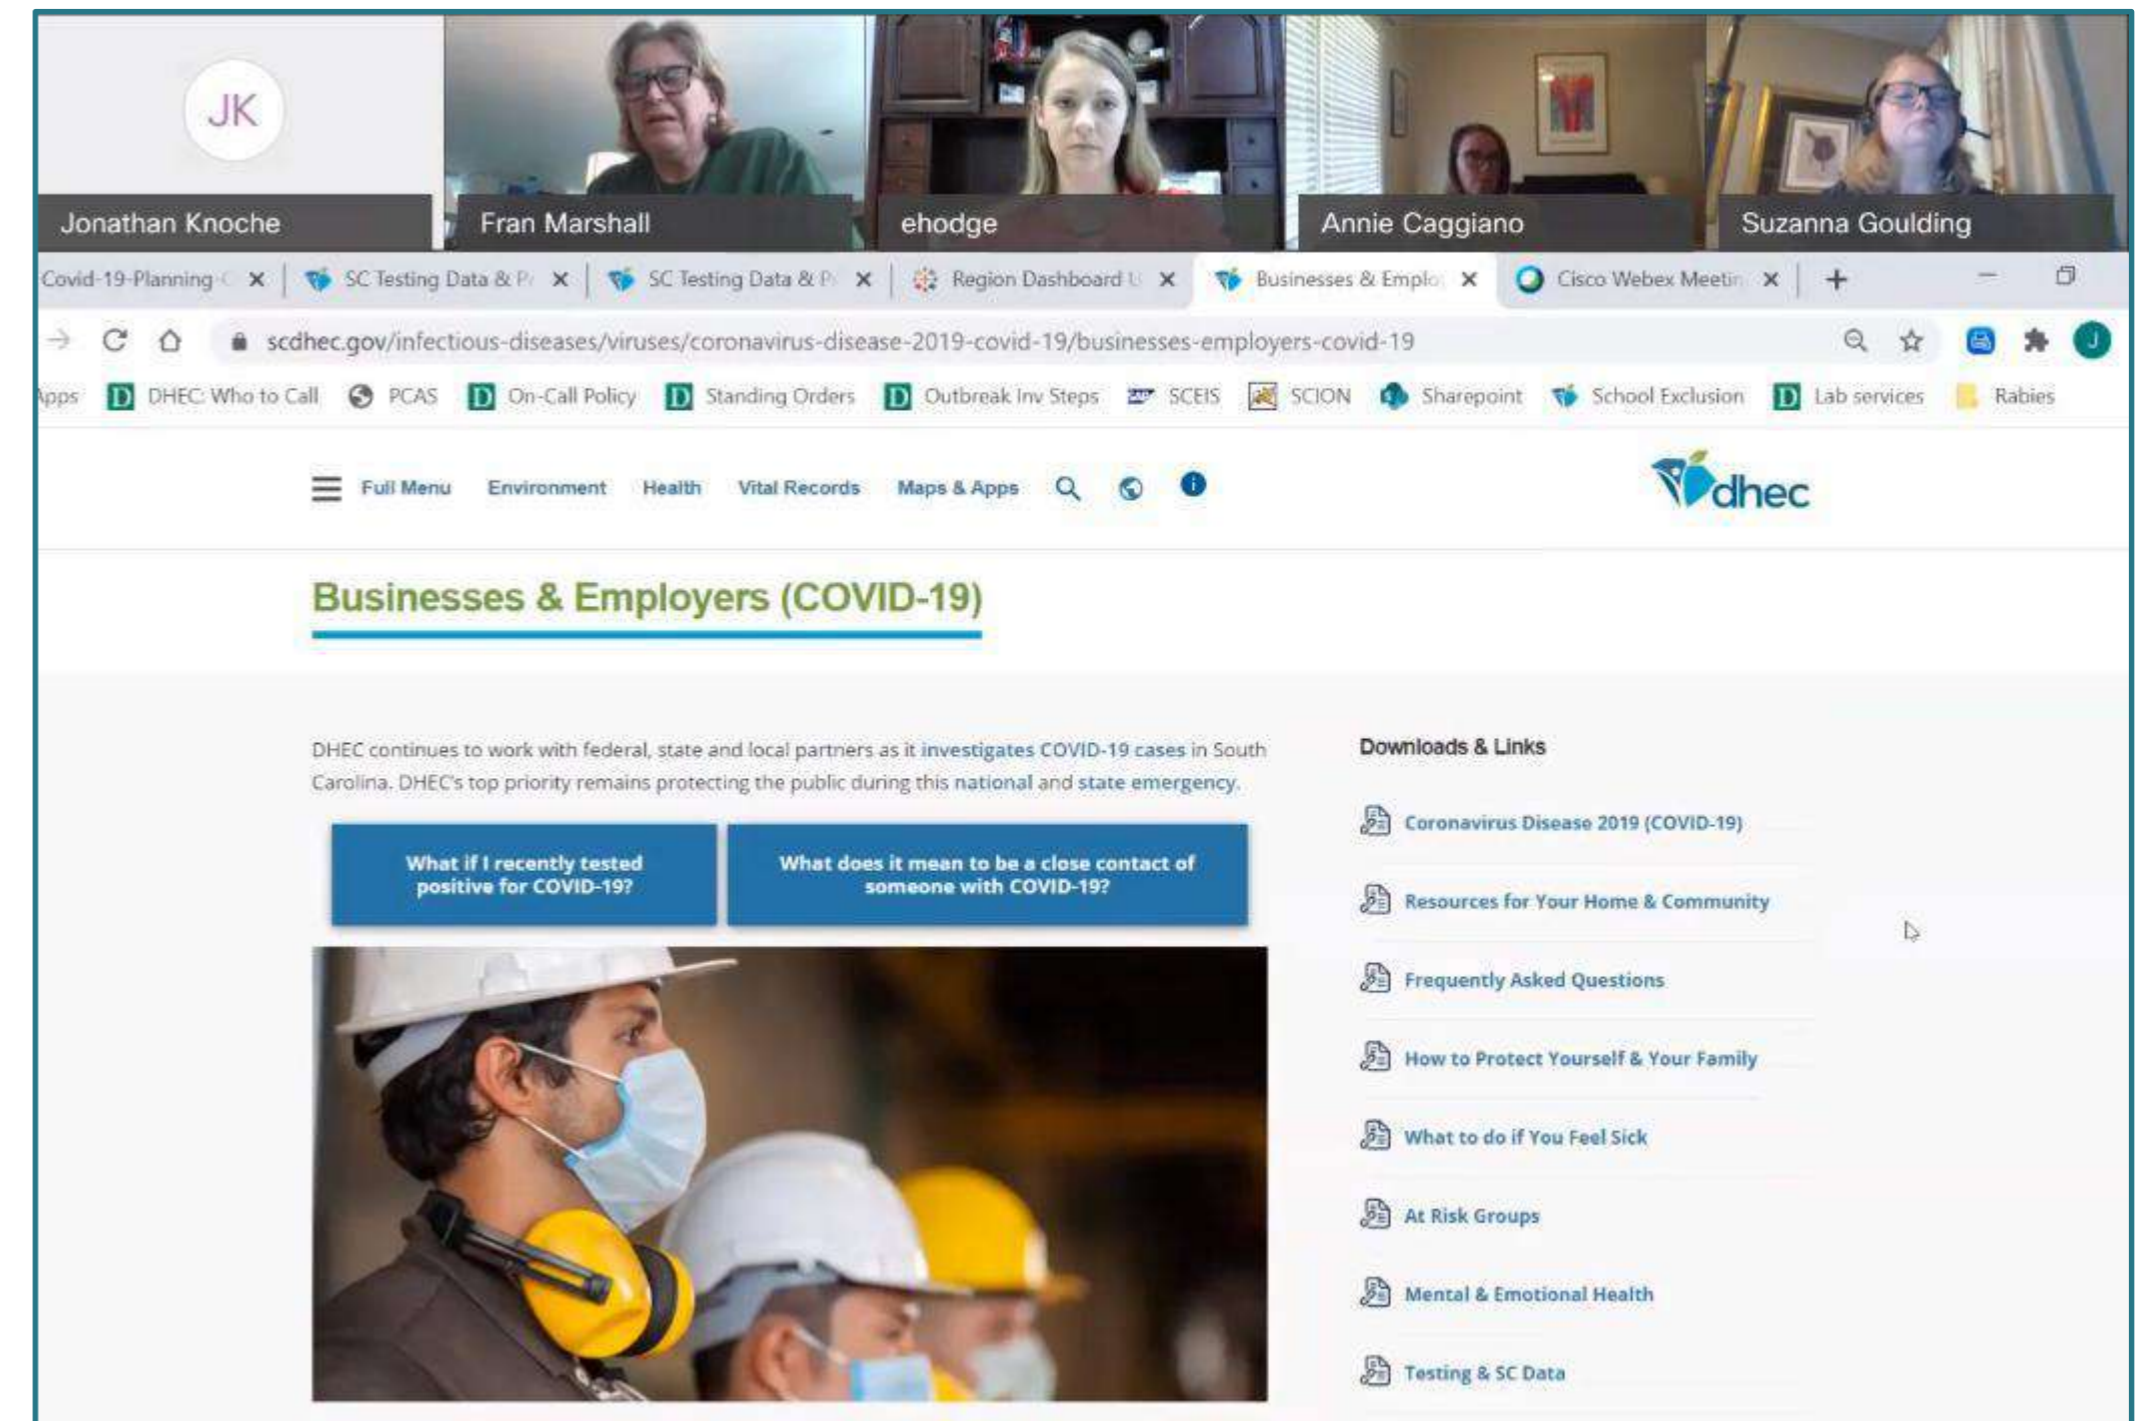 JK
Jonathan Knoche
Fran Marshall
ehodge
Annie Caggiano
Suzanna Goulding
Covid-19-Planning-
SC Testing Data &
SC Testing Data &
Region Dashboard
Businesses & Emplo
Cisco Webex Meetin
scdhec.gov/infectious-diseases/viruses/coronavirus-disease-2019-covid-19/businesses-employers-covid-19
J
Apps
D DHEC: Who to Call
PCAS
D On-Call Policy
D Standing Orders
D Outbreak Inv Steps
SAP SCEIS
SCION
Sharepoint
School Exclusion
D Lab services
Rabies
Full Menu
Environment
Health
Vital Records
Maps & Apps
dhec
Businesses & Employers (COVID-19)
DHEC continues to work with federal, state and local partners as it investigates COVID-19 cases in South
Carolina. DHEC's top priority remains protecting the public during this national and state emergency.
What if I recently tested
positive for COVID-19?
What does it mean to be a close contact of
someone with COVID-19?
Downloads & Links
Coronavirus Disease 2019 (COVID-19)
Resources for Your Home & Community
Frequently Asked Questions
How to Protect Yourself & Your Family
What to do if You Feel Sick
At Risk Groups
Mental & Emotional Health
Testing & SC Data